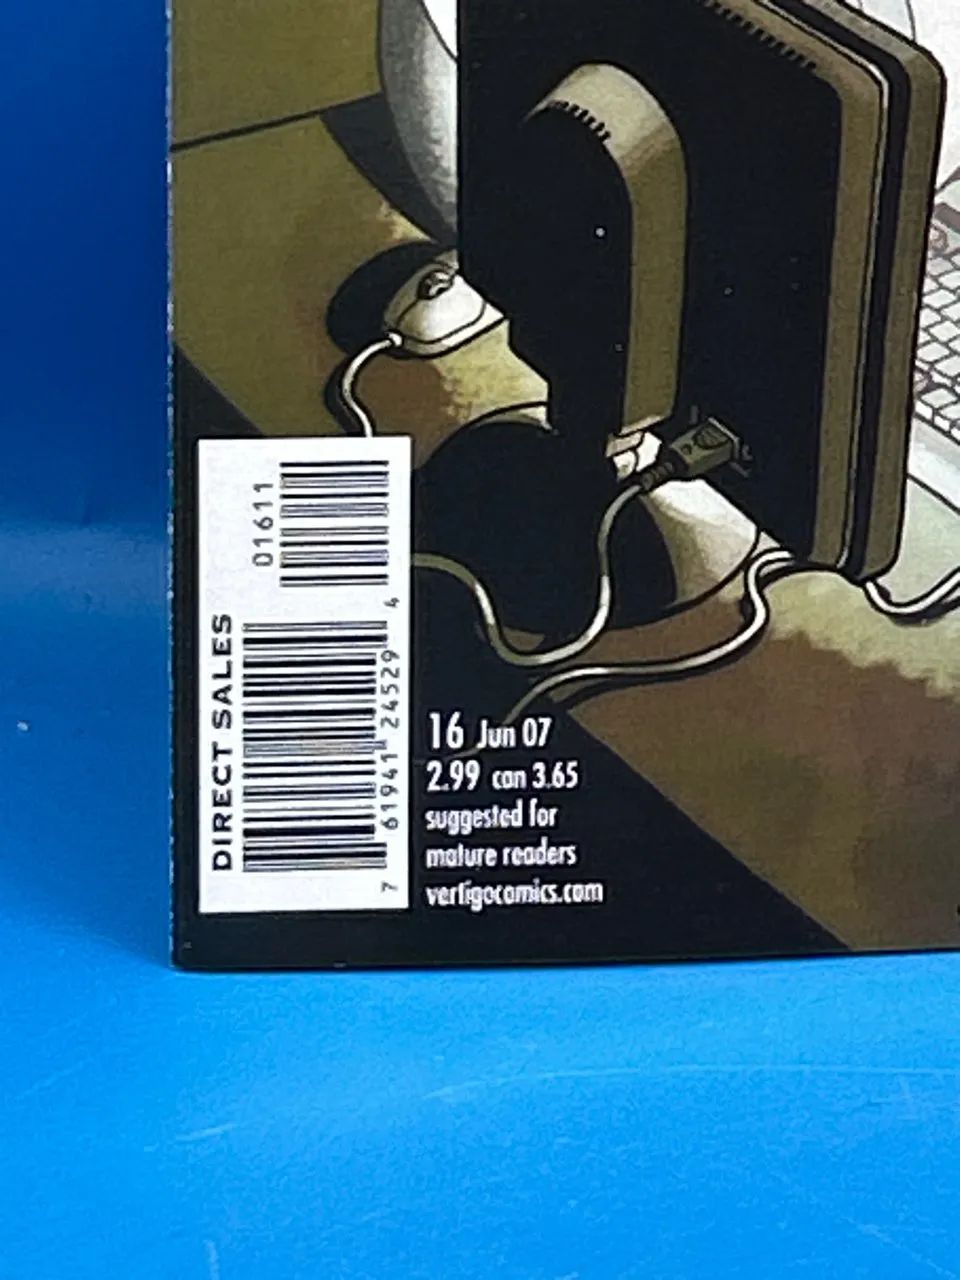 01611
DIRECT SALES
7 61941 24529 4
16 Jun 07
2.99 can 3.65
suggested for
mature readers
vertigocomics.com